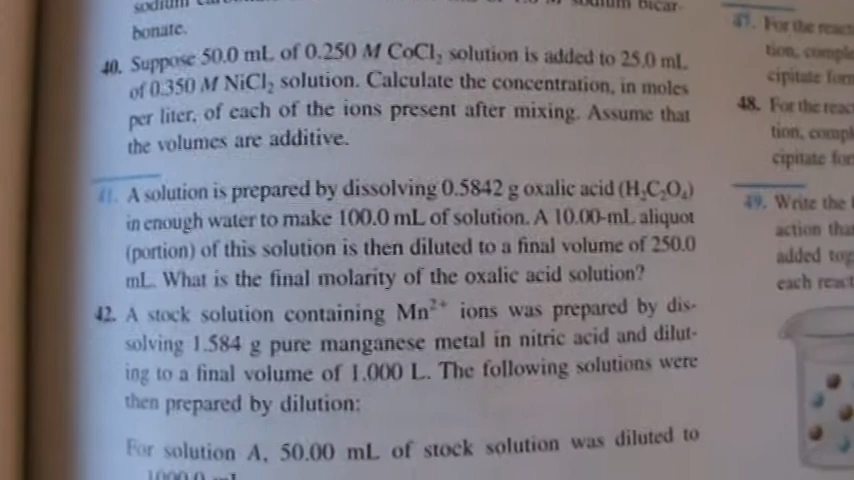 bonate.
40. Suppose 50.0 mL of 0.250 M CoCl₂ solution is added to 25.0 mL
of 0.350 M NiCl₂ solution. Calculate the concentration, in moles
per liter, of each of the ions present after mixing. Assume that
the volumes are additive.
41. A solution is prepared by dissolving 0.5842 g oxalic acid (H₂C₂O₄)
in enough water to make 100.0 mL of solution. A 10.00-mL aliquot
(portion) of this solution is then diluted to a final volume of 250.0
mL. What is the final molarity of the oxalic acid solution?
42. A stock solution containing Mn²⁺ ions was prepared by dis-
solving 1.584 g pure manganese metal in nitric acid and dilut-
ing to a final volume of 1.000 L. The following solutions were
then prepared by dilution:
For solution A, 50.00 mL of stock solution was diluted to
47. For the
tion,
cipitate
48. For the
tion,
cipitate
49. Write the
action
added
each